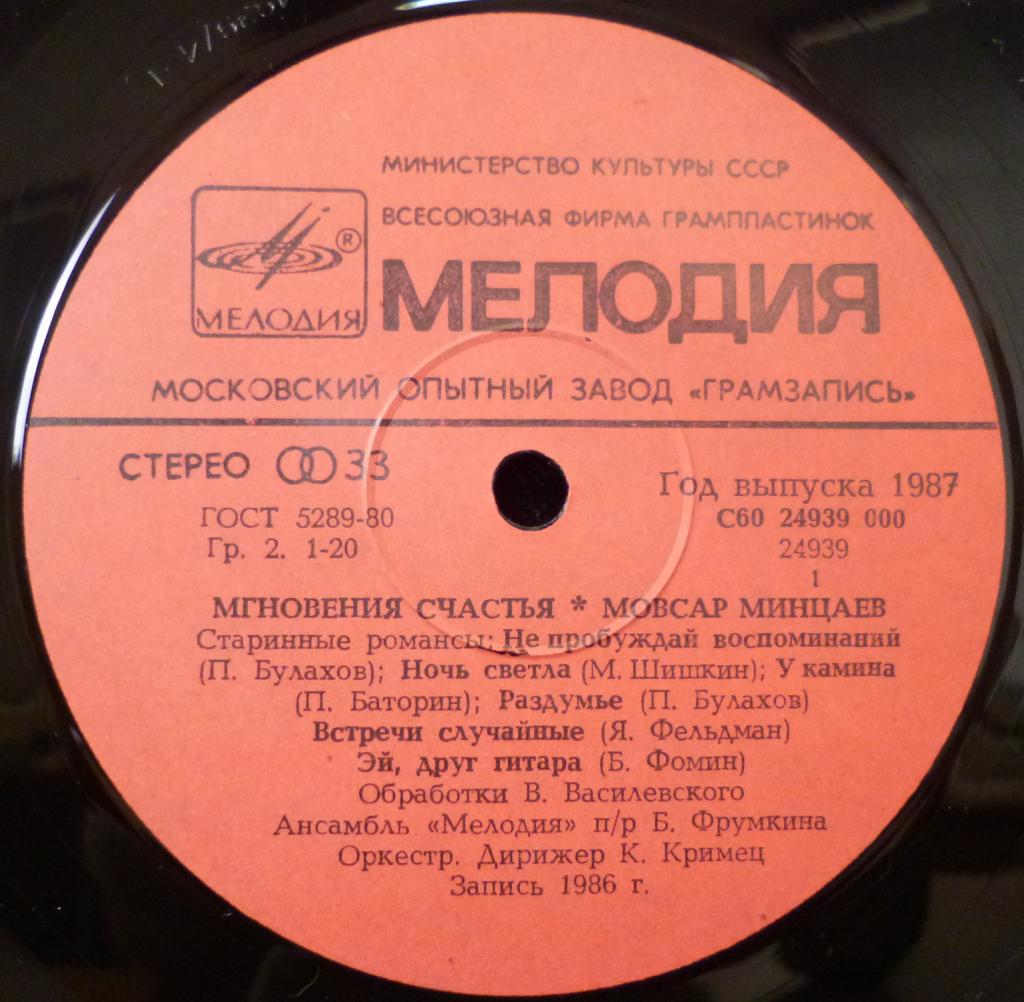 МИНИСТЕРСТВО КУЛЬТУРЫ СССР
ВСЕСОЮЗНАЯ ФИРМА ГРАМПЛАСТИНОК
®
МЕЛОДИЯ
МЕЛОДИЯ
МОСКОВСКИЙ ОПЫТНЫЙ ЗАВОД «ГРАМЗАПИСЬ»
СТЕРЕО 33
Год выпуска 1987
ГОСТ 5289-80
С60 24939 000
Гр. 2. 1-20
24939
1
МГНОВЕНИЯ СЧАСТЬЯ * МОВСАР МИНЦАЕВ
Старинные романсы: Не пробуждай воспоминаний
(П. Булахов); Ночь светла (М. Шишкин); У камина
(П. Баторин); Раздумье (П. Булахов)
Встречи случайные (Я. Фельдман)
Эй, друг гитара (Б. Фомин)
Обработки В. Василевского
Ансамбль «Мелодия» п/р Б. Фрумкина
Оркестр. Дирижер К. Кримец
Запись 1986 г.